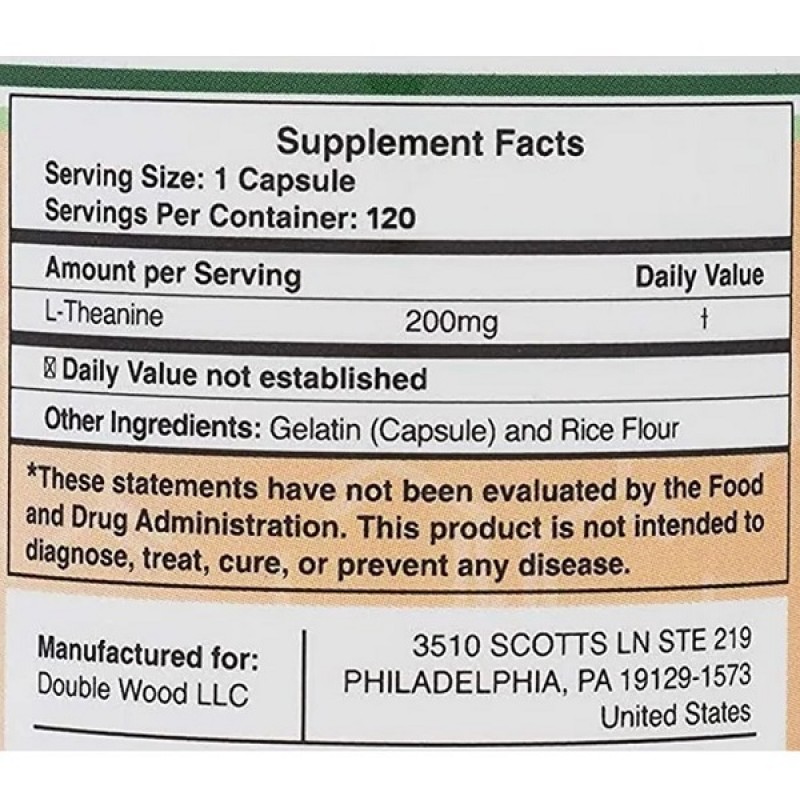 Supplement Facts
Serving Size: 1 Capsule
Servings Per Container: 120
Amount per Serving Daily Value
L-Theanine 200mg †
☒ Daily Value not established
Other Ingredients: Gelatin (Capsule) and Rice Flour
*These statements have not been evaluated by the Food
and Drug Administration. This product is not intended to
diagnose, treat, cure, or prevent any disease.
Manufactured for:
Double Wood LLC
3510 SCOTTS LN STE 219
PHILADELPHIA, PA 19129-1573
United States